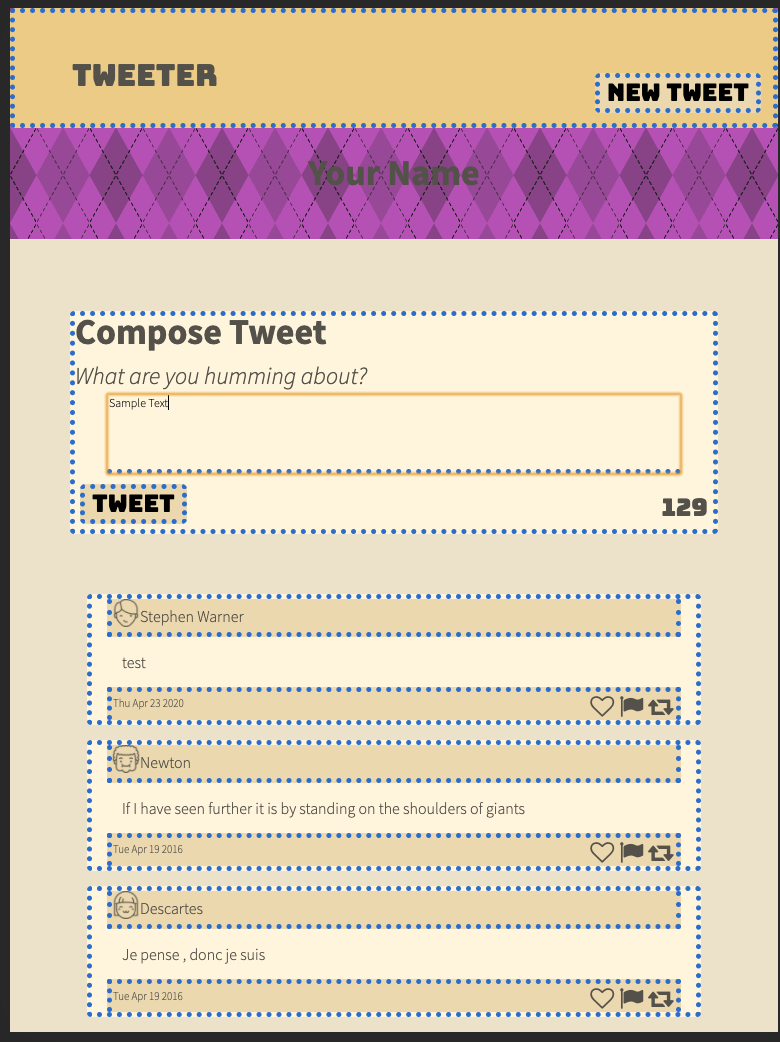 TWEETER
NEW TWEET
Your Name
Compose Tweet
What are you humming about?
Sample Text
TWEET
129
Stephen Warner
test
Thu Apr 23 2020
Newton
If I have seen further it is by standing on the shoulders of giants
Tue Apr 19 2016
Descartes
Je pense , donc je suis
Tue Apr 19 2016